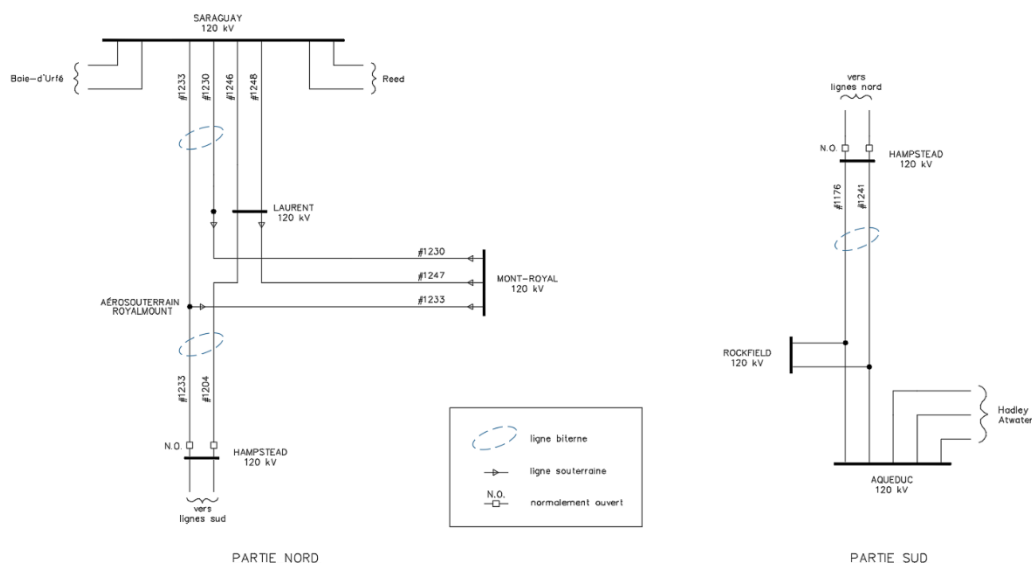 SARAGUAY
120 kV
Baie-d'Urfé
Reed
#1233
#1230
#1246
#1248
LAURENT
120 kV
#1230
#1247
#1233
MONT-ROYAL
120 kV
AÉROSOUTERRAIN
ROYALMOUNT
#1233
#1204
N.O.
HAMPSTEAD
120 kV
vers
lignes sud
PARTIE NORD
ligne biterne
ligne souterraine
N.O.
normalement ouvert
vers
lignes nord
N.O.
HAMPSTEAD
120 kV
#1176
#1241
ROCKFIELD
120 kV
Hadley
Atwater
AQUEDUC
120 kV
PARTIE SUD